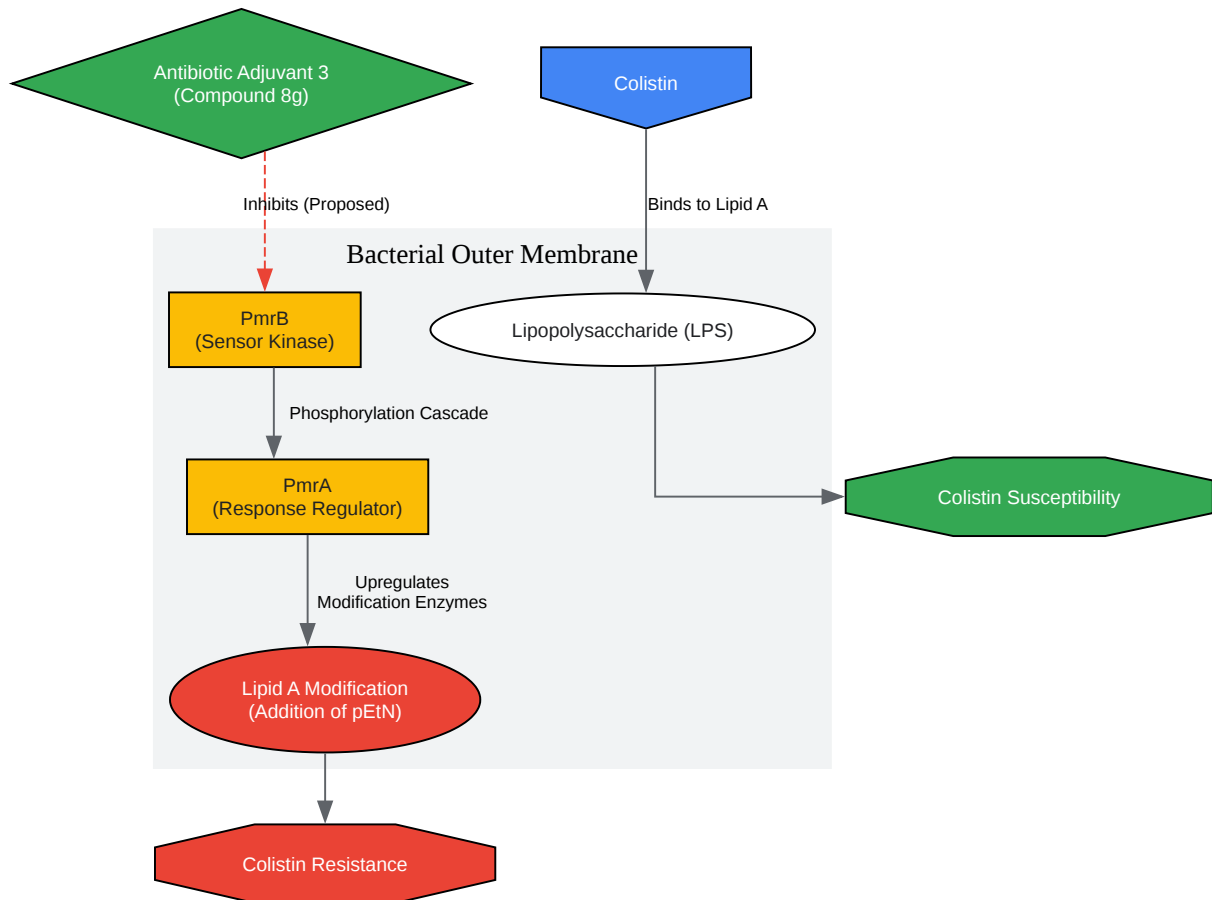 Antibiotic Adjuvant 3
(Compound 8g)
Colistin
Inhibits (Proposed)
Binds to Lipid A
Bacterial Outer Membrane
PmrB
(Sensor Kinase)
Lipopolysaccharide (LPS)
Phosphorylation Cascade
PmrA
(Response Regulator)
Colistin Susceptibility
Upregulates
Modification Enzymes
Lipid A Modification
(Addition of pEtN)
Colistin Resistance